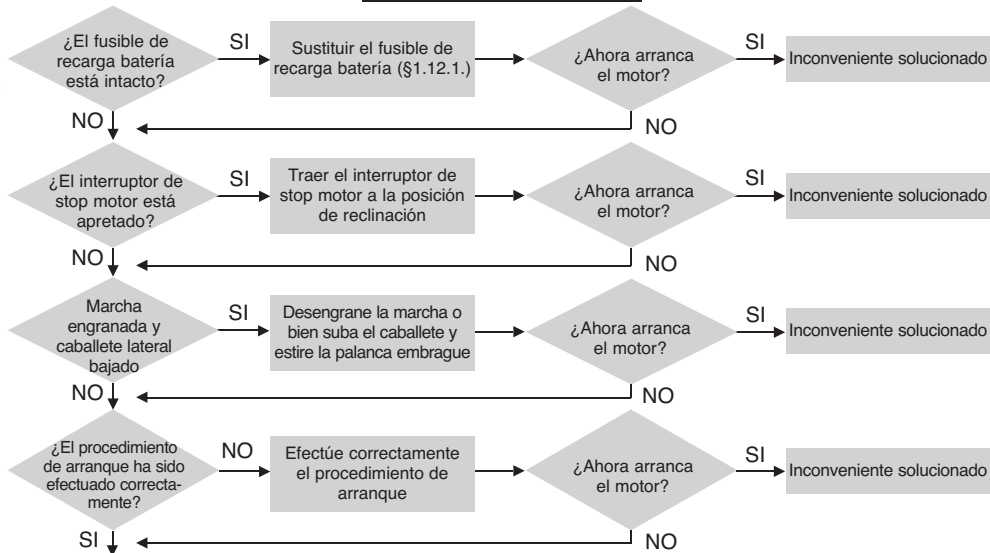 ¿El fusible de
recarga batería
está intacto?
SI
Sustituir el fusible de
recarga batería (§1.12.1.)
¿Ahora arranca
el motor?
SI
Inconveniente solucionado
NO
NO
¿El interruptor de
stop motor está
apretado?
SI
Traer el interruptor de
stop motor a la posición
de reclinación
¿Ahora arranca
el motor?
SI
Inconveniente solucionado
NO
NO
Marcha
engranada y
caballete lateral
bajado
SI
Desengrane la marcha o
bien suba el caballete y
estire la palanca embrague
¿Ahora arranca
el motor?
SI
Inconveniente solucionado
NO
NO
¿El procedimiento
de arranque ha sido
efectuado correcta-
mente?
NO
Efectúe correctamente
el procedimiento de
arranque
¿Ahora arranca
el motor?
SI
Inconveniente solucionado
SI
NO